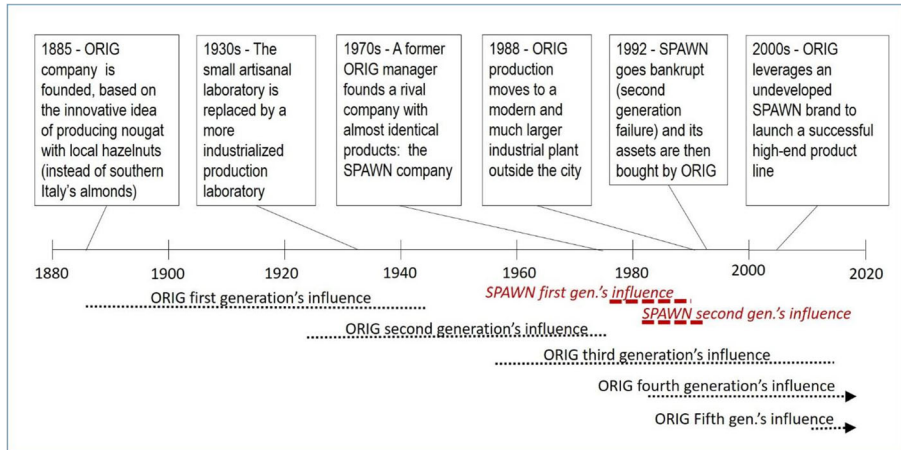 1885 - ORIG
company is
founded, based on
the innovative idea
of producing nougat
with local hazelnuts
(instead of southern
Italy's almonds)
1930s - The
small artisanal
laboratory is
replaced by a
more
industrialized
production
laboratory
1970s - A former
ORIG manager
founds a rival
company with
almost identical
products: the
SPAWN company
1988 - ORIG
production
moves to a
modern and
much larger
industrial plant
outside the city
1992 - SPAWN
goes bankrupt
(second
generation
failure) and its
assets are then
bought by ORIG
2000s - ORIG
leverages an
undeveloped
SPAWN brand to
launch a successful
high-end product
line
1880 1900 1920 1940 1960 1980 2000 2020
ORIG first generation's influence
SPAWN first gen.'s influence
SPAWN second gen.'s influence
ORIG second generation's influence
ORIG third generation's influence
ORIG fourth generation's influence
ORIG Fifth gen.'s influence